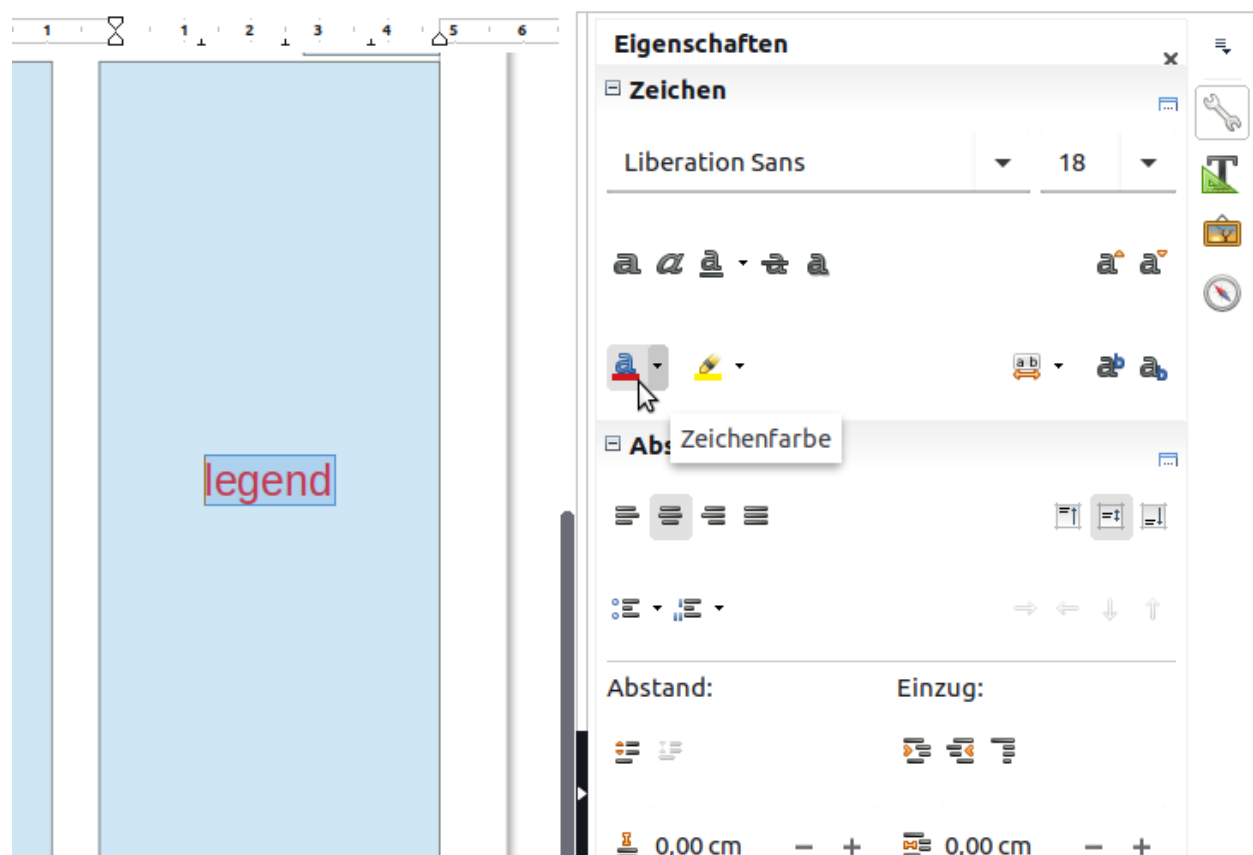 1 1 2 3 4 5 6
Eigenschaften
Zeichen
Liberation Sans 18
Zeichenfarbe
Abs
legend
Abstand: Einzug:
0,00 cm 0,00 cm